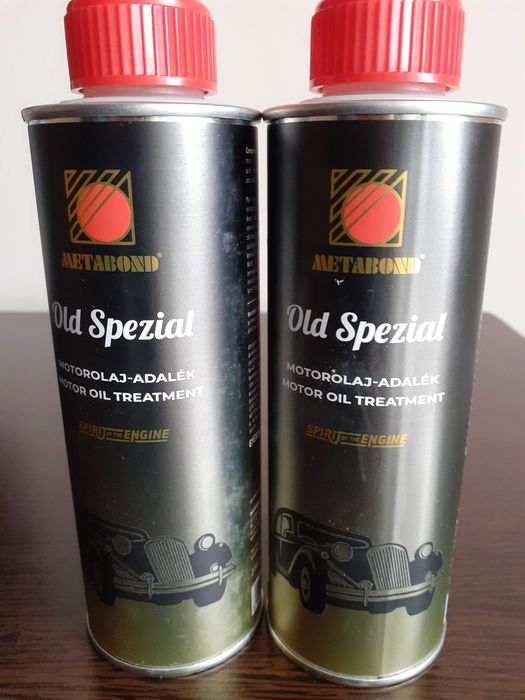 METABOND®
Old Spezial
MOTOROLAJ-ADALÉK
MOTOR OIL TREATMENT
SPIRIT OF THE ENGINE
METABOND®
Old Spezial
MOTOROLAJ-ADALÉK
MOTOR OIL TREATMENT
SPIRIT OF THE ENGINE